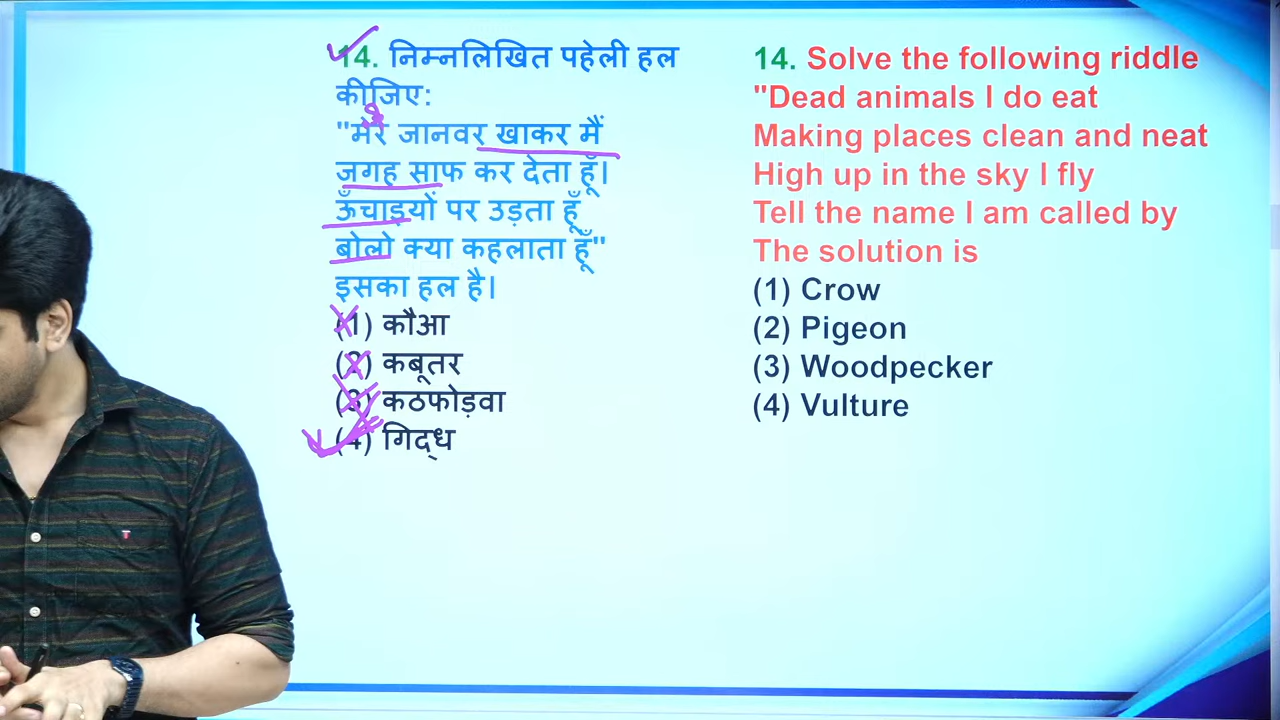 14. निम्नलिखित पहेली हल
कीजिए:
"मरे जानवर खाकर मैं
जगह साफ कर देता हूँ।
ऊँचाइयों पर उड़ता हूँ
बोलो क्या कहलाता हूँ"
इसका हल है।
(1) कौआ
(2) कबूतर
(3) कठफोड़वा
(4) गिद्ध
14. Solve the following riddle
"Dead animals I do eat
Making places clean and neat
High up in the sky I fly
Tell the name I am called by
The solution is
(1) Crow
(2) Pigeon
(3) Woodpecker
(4) Vulture